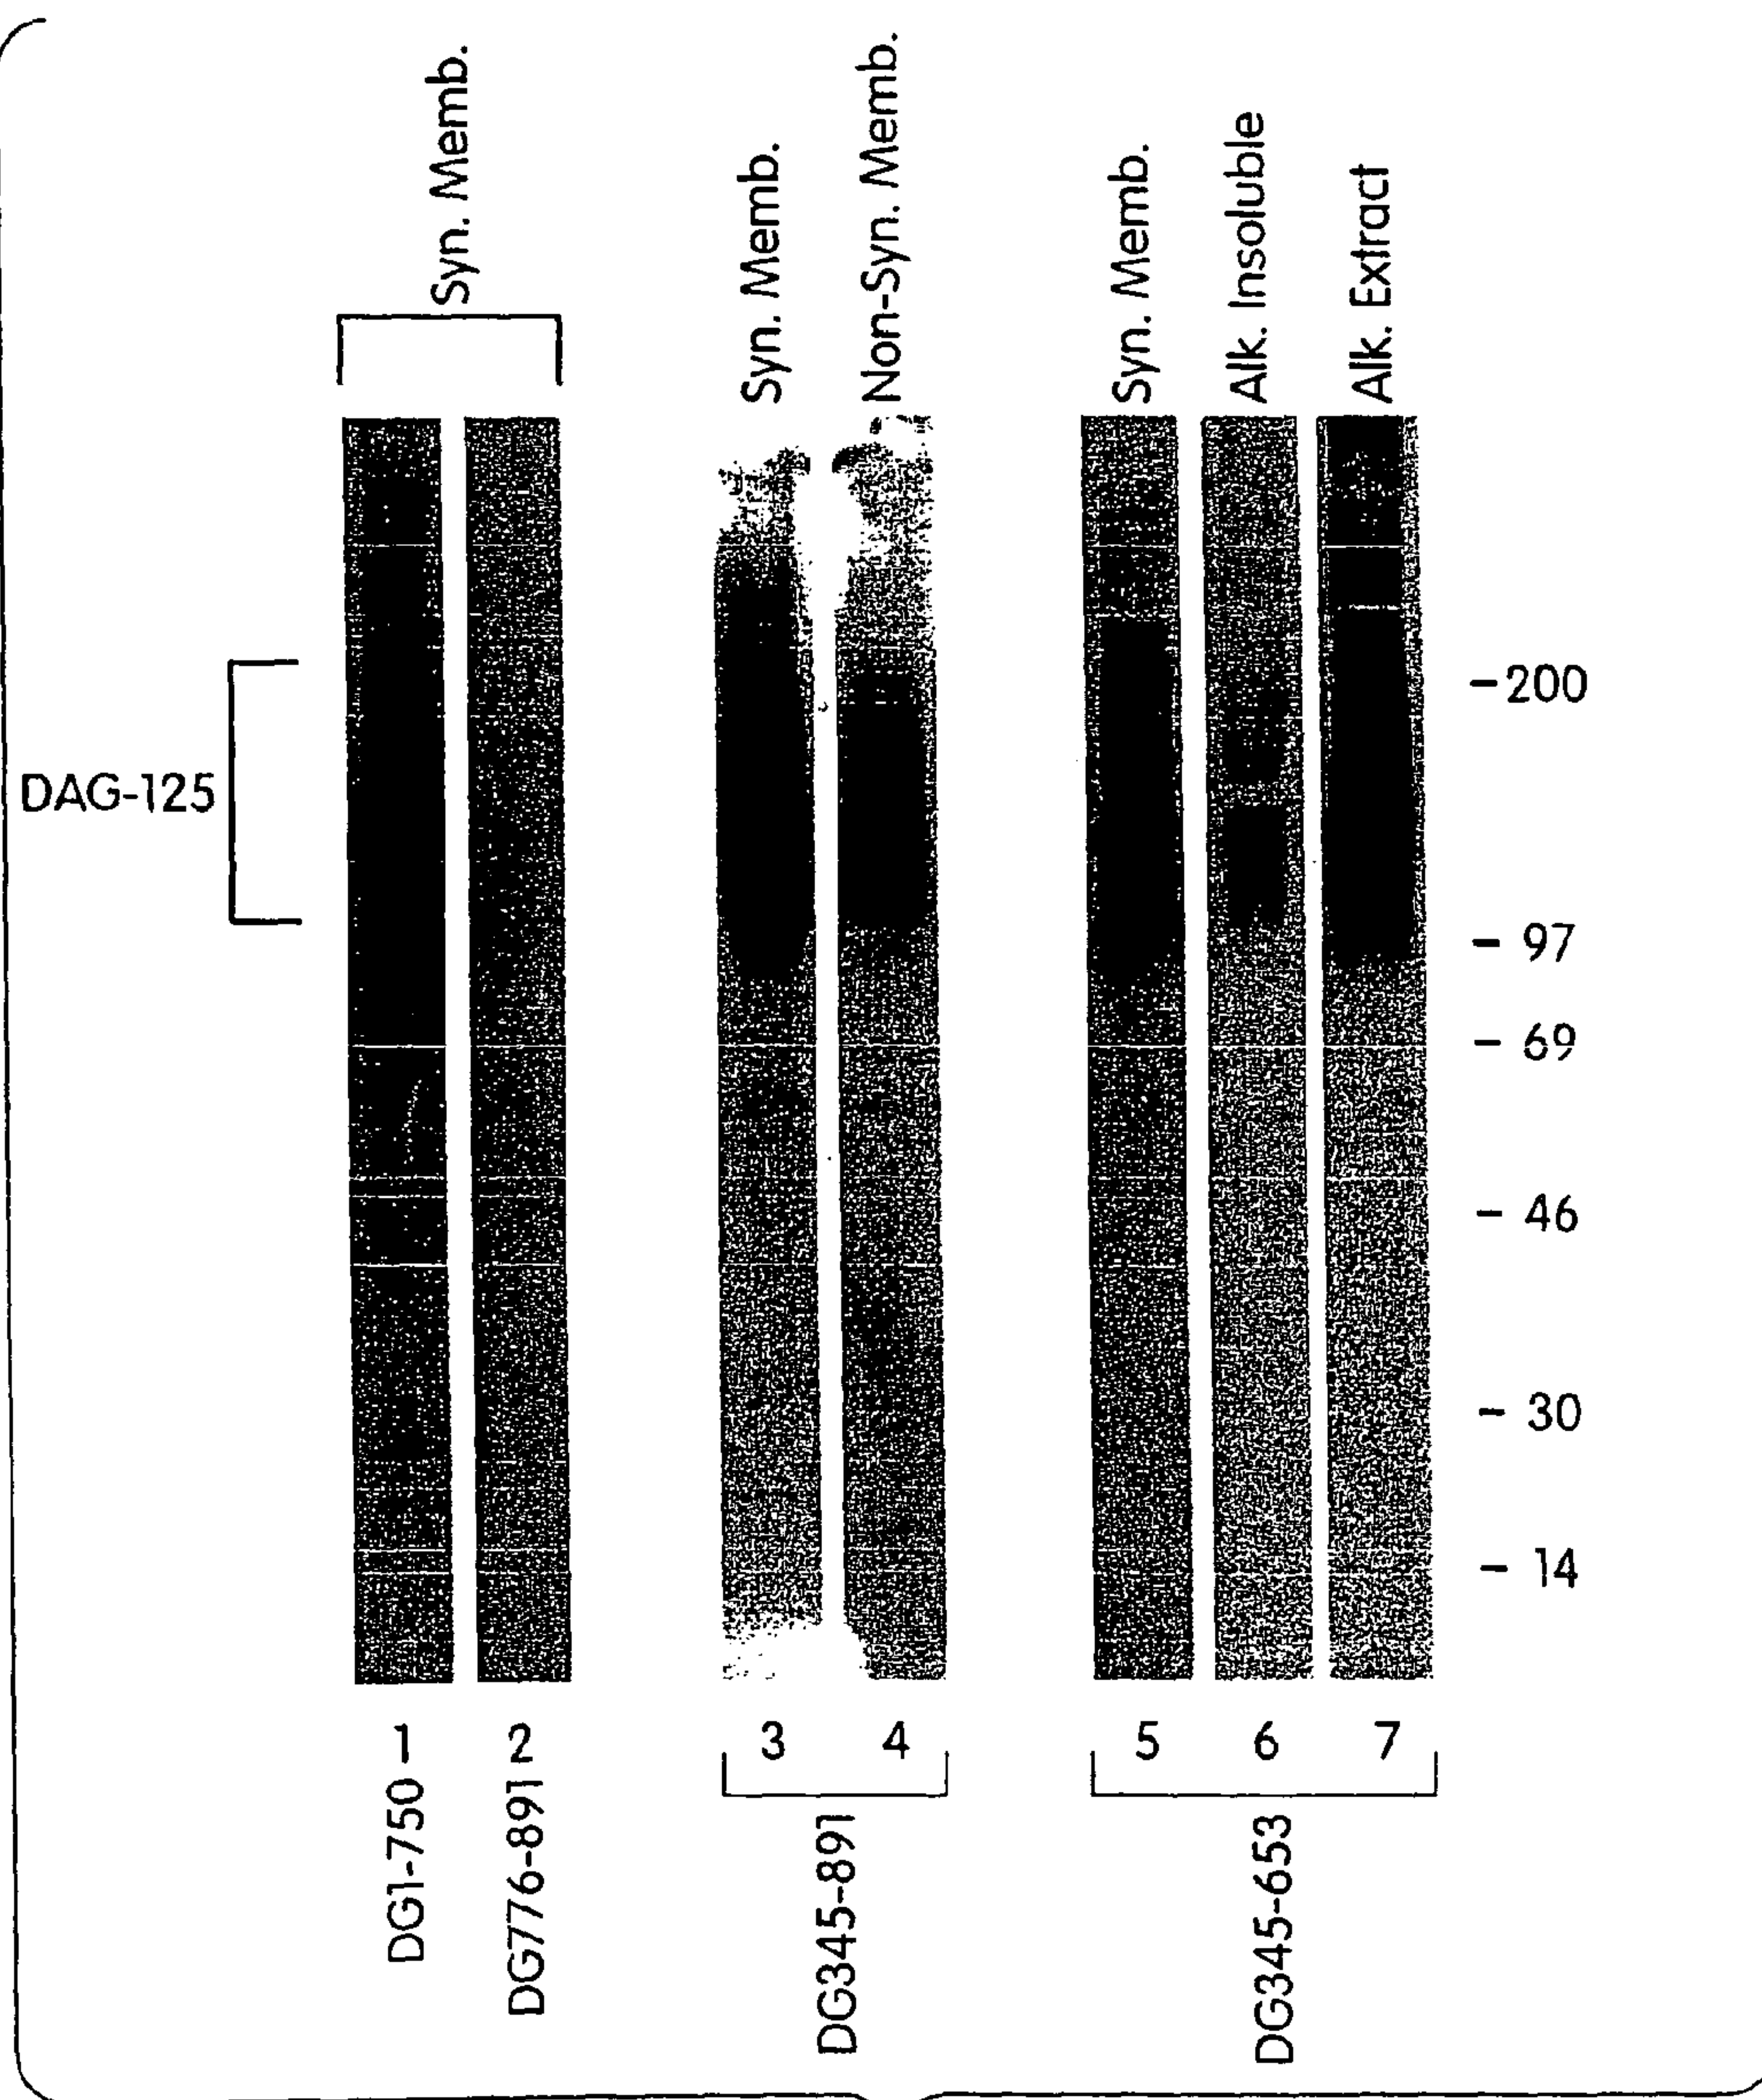 Syn. Memb.
Syn. Memb.
Non-Syn. Memb.
Syn. Memb.
Alk. Insoluble
Alk. Extract
DAG-125
-200
- 97
- 69
- 46
- 30
- 14
1
2
3
4
5
6
7
DG1-750
DG776-891
DG345-891
DG345-653